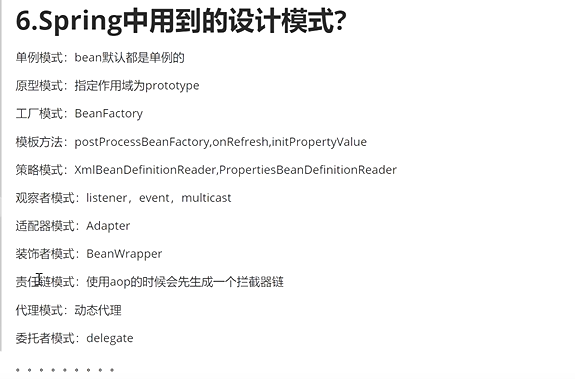 6.Spring中用到的设计模式?
单例模式：bean默认都是单例的
原型模式：指定作用域为prototype
工厂模式：BeanFactory
模板方法：postProcessBeanFactory,onRefresh,initPropertyValue
策略模式：XmlBeanDefinitionReader,PropertiesBeanDefinitionReader
观察者模式：listener，event，multicast
适配器模式：Adapter
装饰者模式：BeanWrapper
责任链模式：使用aop的时候会先生成一个拦截器链
代理模式：动态代理
委托者模式：delegate
。。。。。。。。。